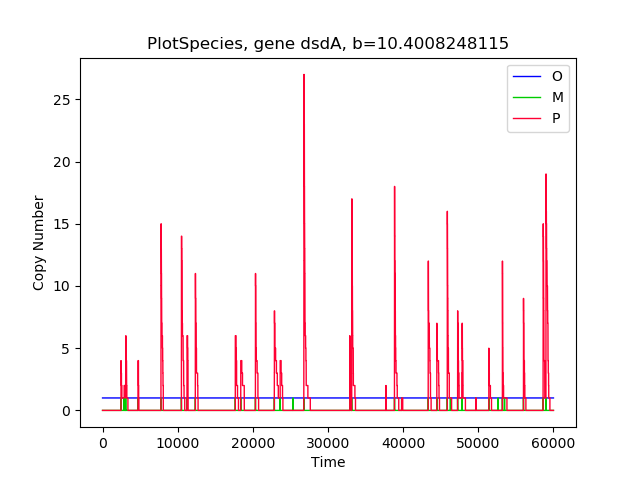 PlotSpecies, gene dsdA, b=10.4008248115
O
M
P
25
20
15
10
5
0
Copy Number
0 10000 20000 30000 40000 50000 60000
Time